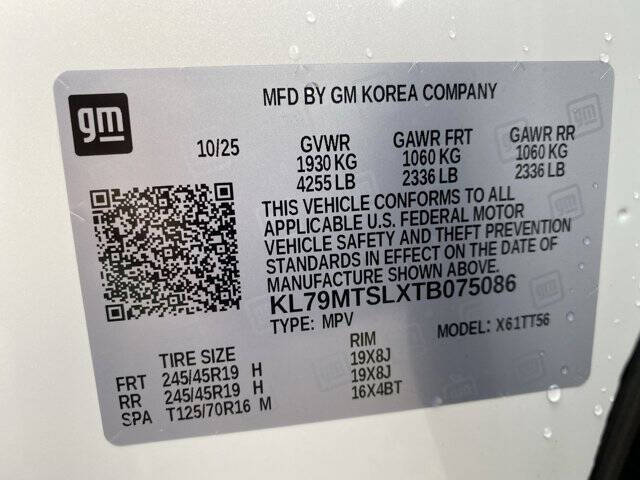 gm
MFD BY GM KOREA COMPANY
10/25
GVWR GAWR FRT GAWR RR
1930 KG 1060 KG 1060 KG
4255 LB 2336 LB 2336 LB
THIS VEHICLE CONFORMS TO ALL
APPLICABLE U.S. FEDERAL MOTOR
VEHICLE SAFETY AND THEFT PREVENTION
STANDARDS IN EFFECT ON THE DATE OF
MANUFACTURE SHOWN ABOVE.
KL79MTSLXTB075086
TYPE: MPV MODEL: X61TT56
TIRE SIZE RIM
FRT 245/45R19 H 19X8J
RR 245/45R19 H 19X8J
SPA T125/70R16 M 16X4BT